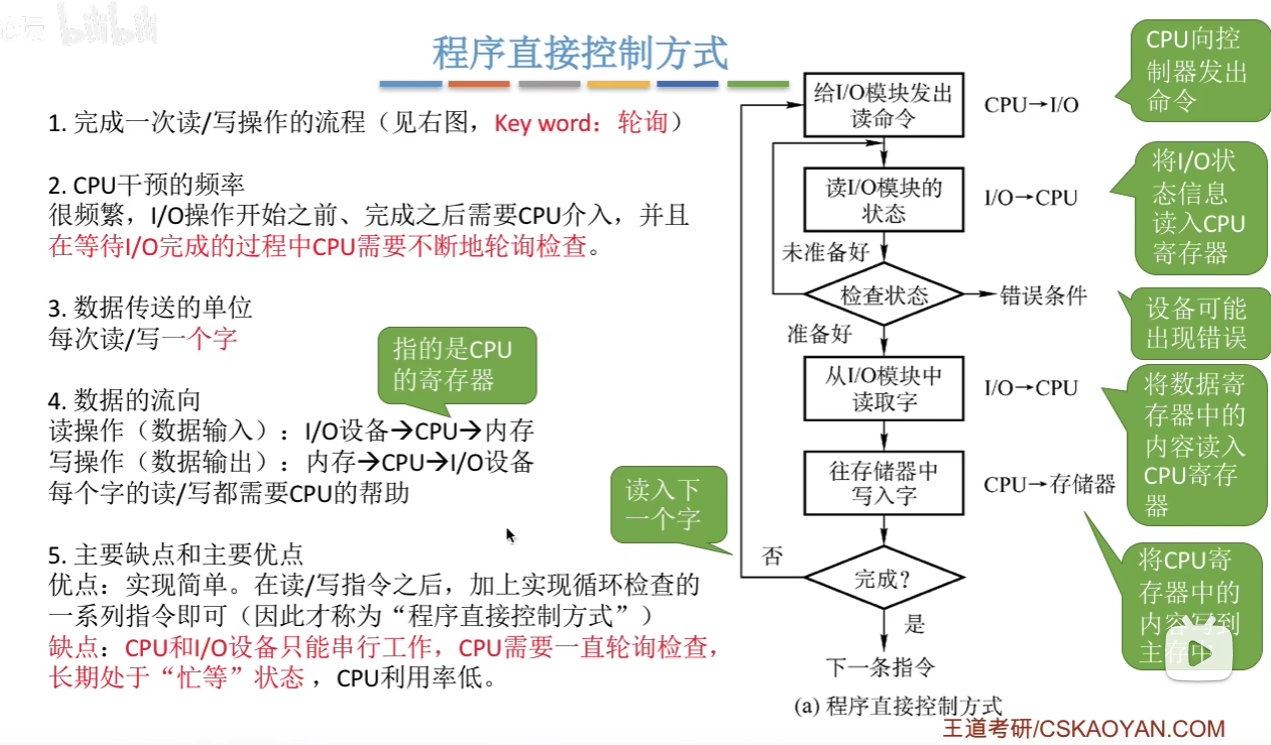 论坛 bilibili
程序直接控制方式
1. 完成一次读/写操作的流程（见右图，Key word：轮询）
2. CPU干预的频率
很频繁，I/O操作开始之前、完成之后需要CPU介入，并且
在等待I/O完成的过程中CPU需要不断地轮询检查。
3. 数据传送的单位
每次读/写一个字
指的是CPU
的寄存器
4. 数据的流向
读操作（数据输入）：I/O设备→CPU→内存
写操作（数据输出）：内存→CPU→I/O设备
每个字的读/写都需要CPU的帮助
5. 主要缺点和主要优点
优点：实现简单。在读/写指令之后，加上实现循环检查的
一系列指令即可（因此才称为“程序直接控制方式”）
缺点：CPU和I/O设备只能串行工作，CPU需要一直轮询检查，
长期处于“忙等”状态，CPU利用率低。
给I/O模块发出
读命令
CPU→I/O
CPU向控
制器发出
命令
读I/O模块的
状态
I/O→CPU
将I/O状
态信息
读入CPU
寄存器
未准备好
检查状态
错误条件
设备可能
出现错误
准备好
从I/O模块中
读取字
I/O→CPU
将数据寄
存器中的
内容读入
CPU寄存
器
往存储器中
写入字
CPU→存储器
将CPU寄
存器中的
内容写到
主存中
读入下
一个字
否
完成？
是
下一条指令
(a) 程序直接控制方式
王道考研/CSKAOYAN.COM